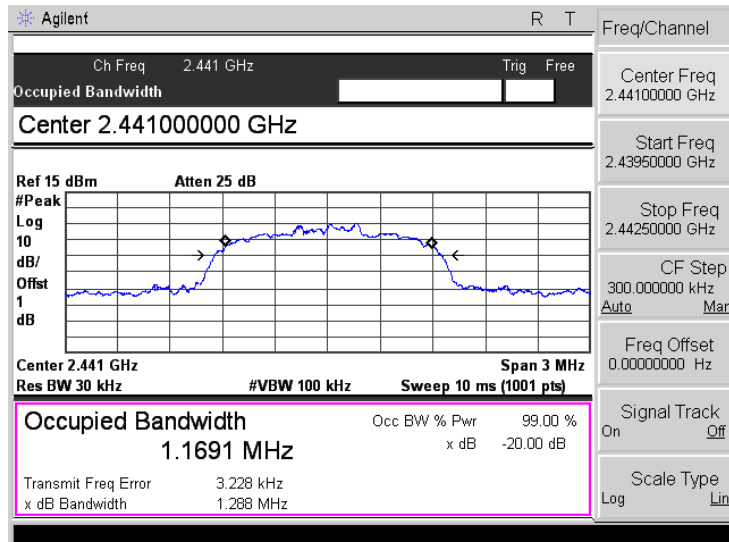 Agilent R T
Freq/Channel
Ch Freq 2.441 GHz Trig Free
Occupied Bandwidth
Center Freq
2.44100000 GHz
Center 2.441000000 GHz
Start Freq
2.43950000 GHz
Ref 15 dBm Atten 25 dB
#Peak
Log
10
dB/
Offst
1
dB
Stop Freq
2.44250000 GHz
CF Step
300.000000 kHz
Auto Man
Center 2.441 GHz Span 3 MHz
Res BW 30 kHz #VBW 100 kHz Sweep 10 ms (1001 pts)
Freq Offset
0.00000000 Hz
Occupied Bandwidth Occ BW % Pwr 99.00 %
1.1691 MHz x dB -20.00 dB
Signal Track
On Off
Transmit Freq Error 3.228 kHz
x dB Bandwidth 1.288 MHz
Scale Type
Log Lin